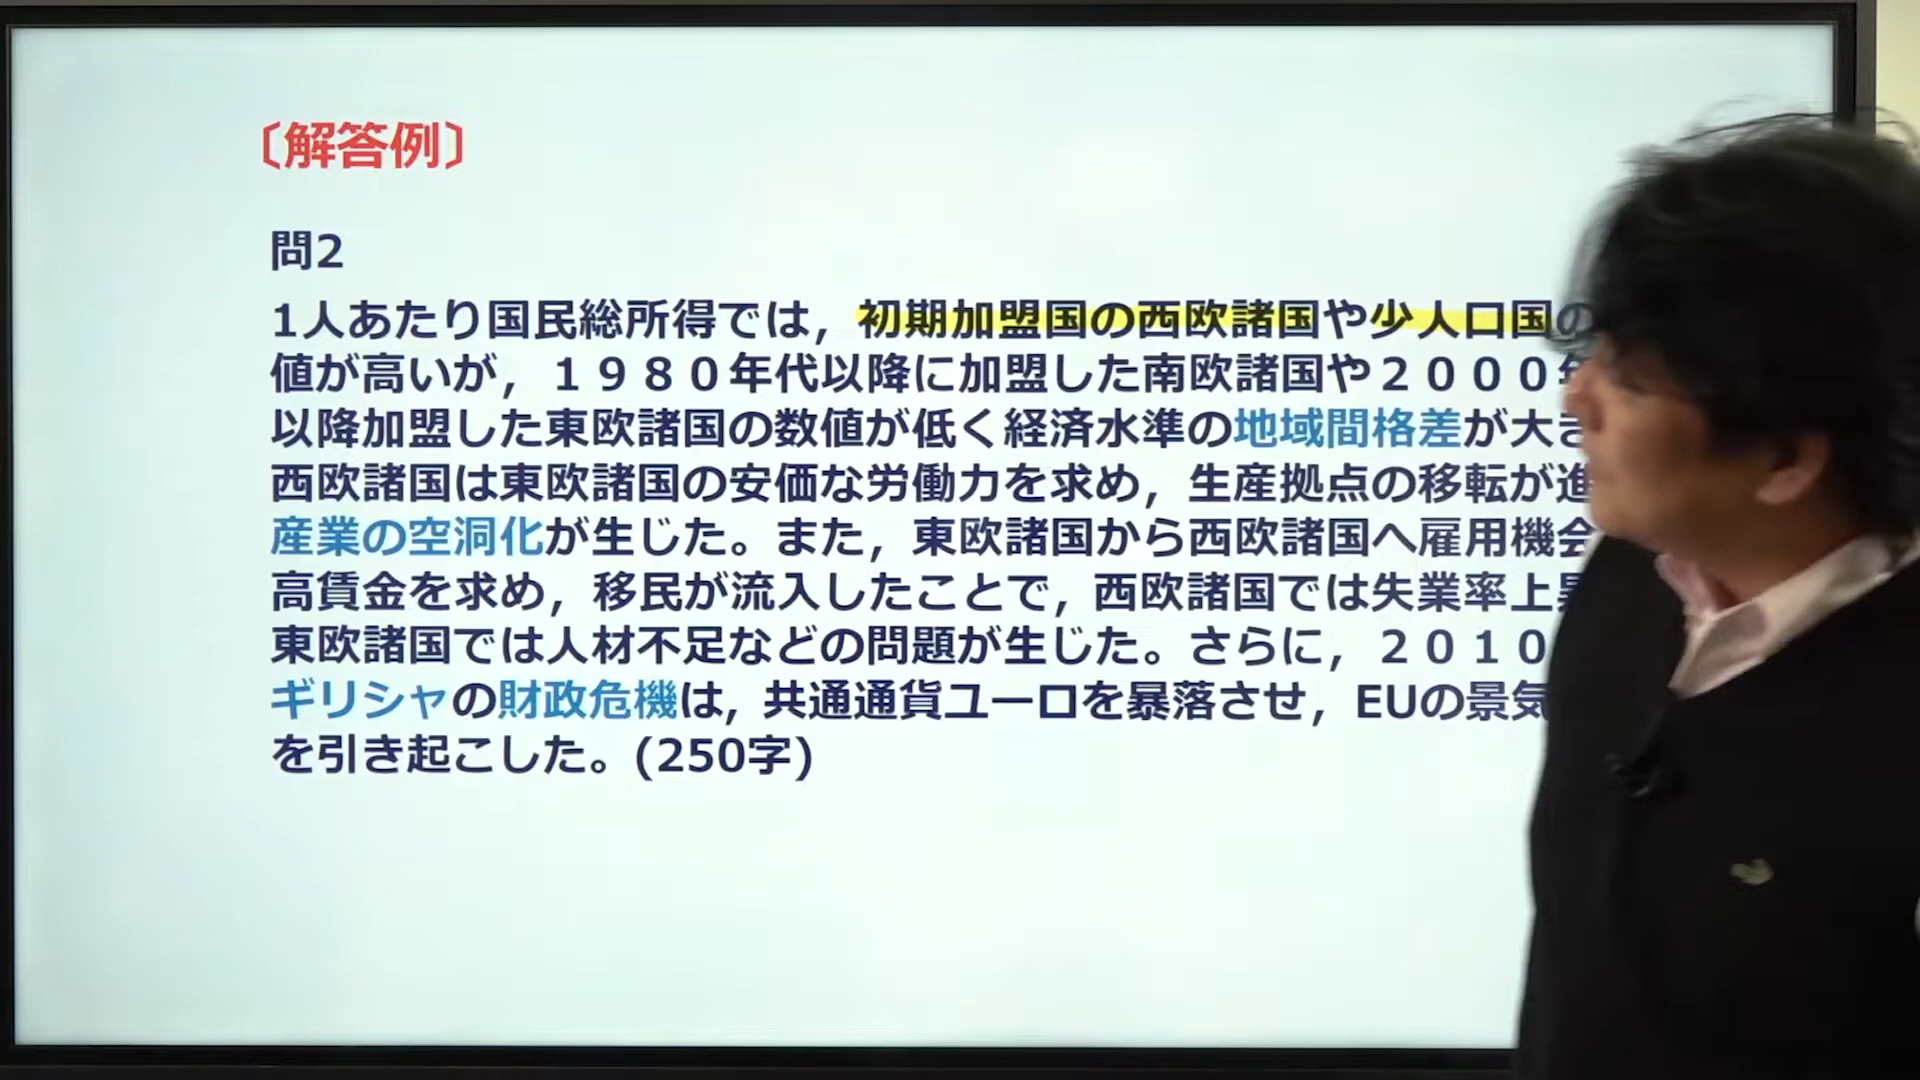 〔解答例〕
問2
1人あたり国民総所得では，初期加盟国の西欧諸国や少人口国の
値が高いが，１９８０年代以降に加盟した南欧諸国や２０００年
以降加盟した東欧諸国の数値が低く経済水準の地域間格差が大き
西欧諸国は東欧諸国の安価な労働力を求め，生産拠点の移転が進
産業の空洞化が生じた。また，東欧諸国から西欧諸国へ雇用機会
高賃金を求め，移民が流入したことで，西欧諸国では失業率上昇
東欧諸国では人材不足などの問題が生じた。さらに，２０１０
ギリシャの財政危機は，共通通貨ユーロを暴落させ，EUの景気
を引き起こした。(250字)